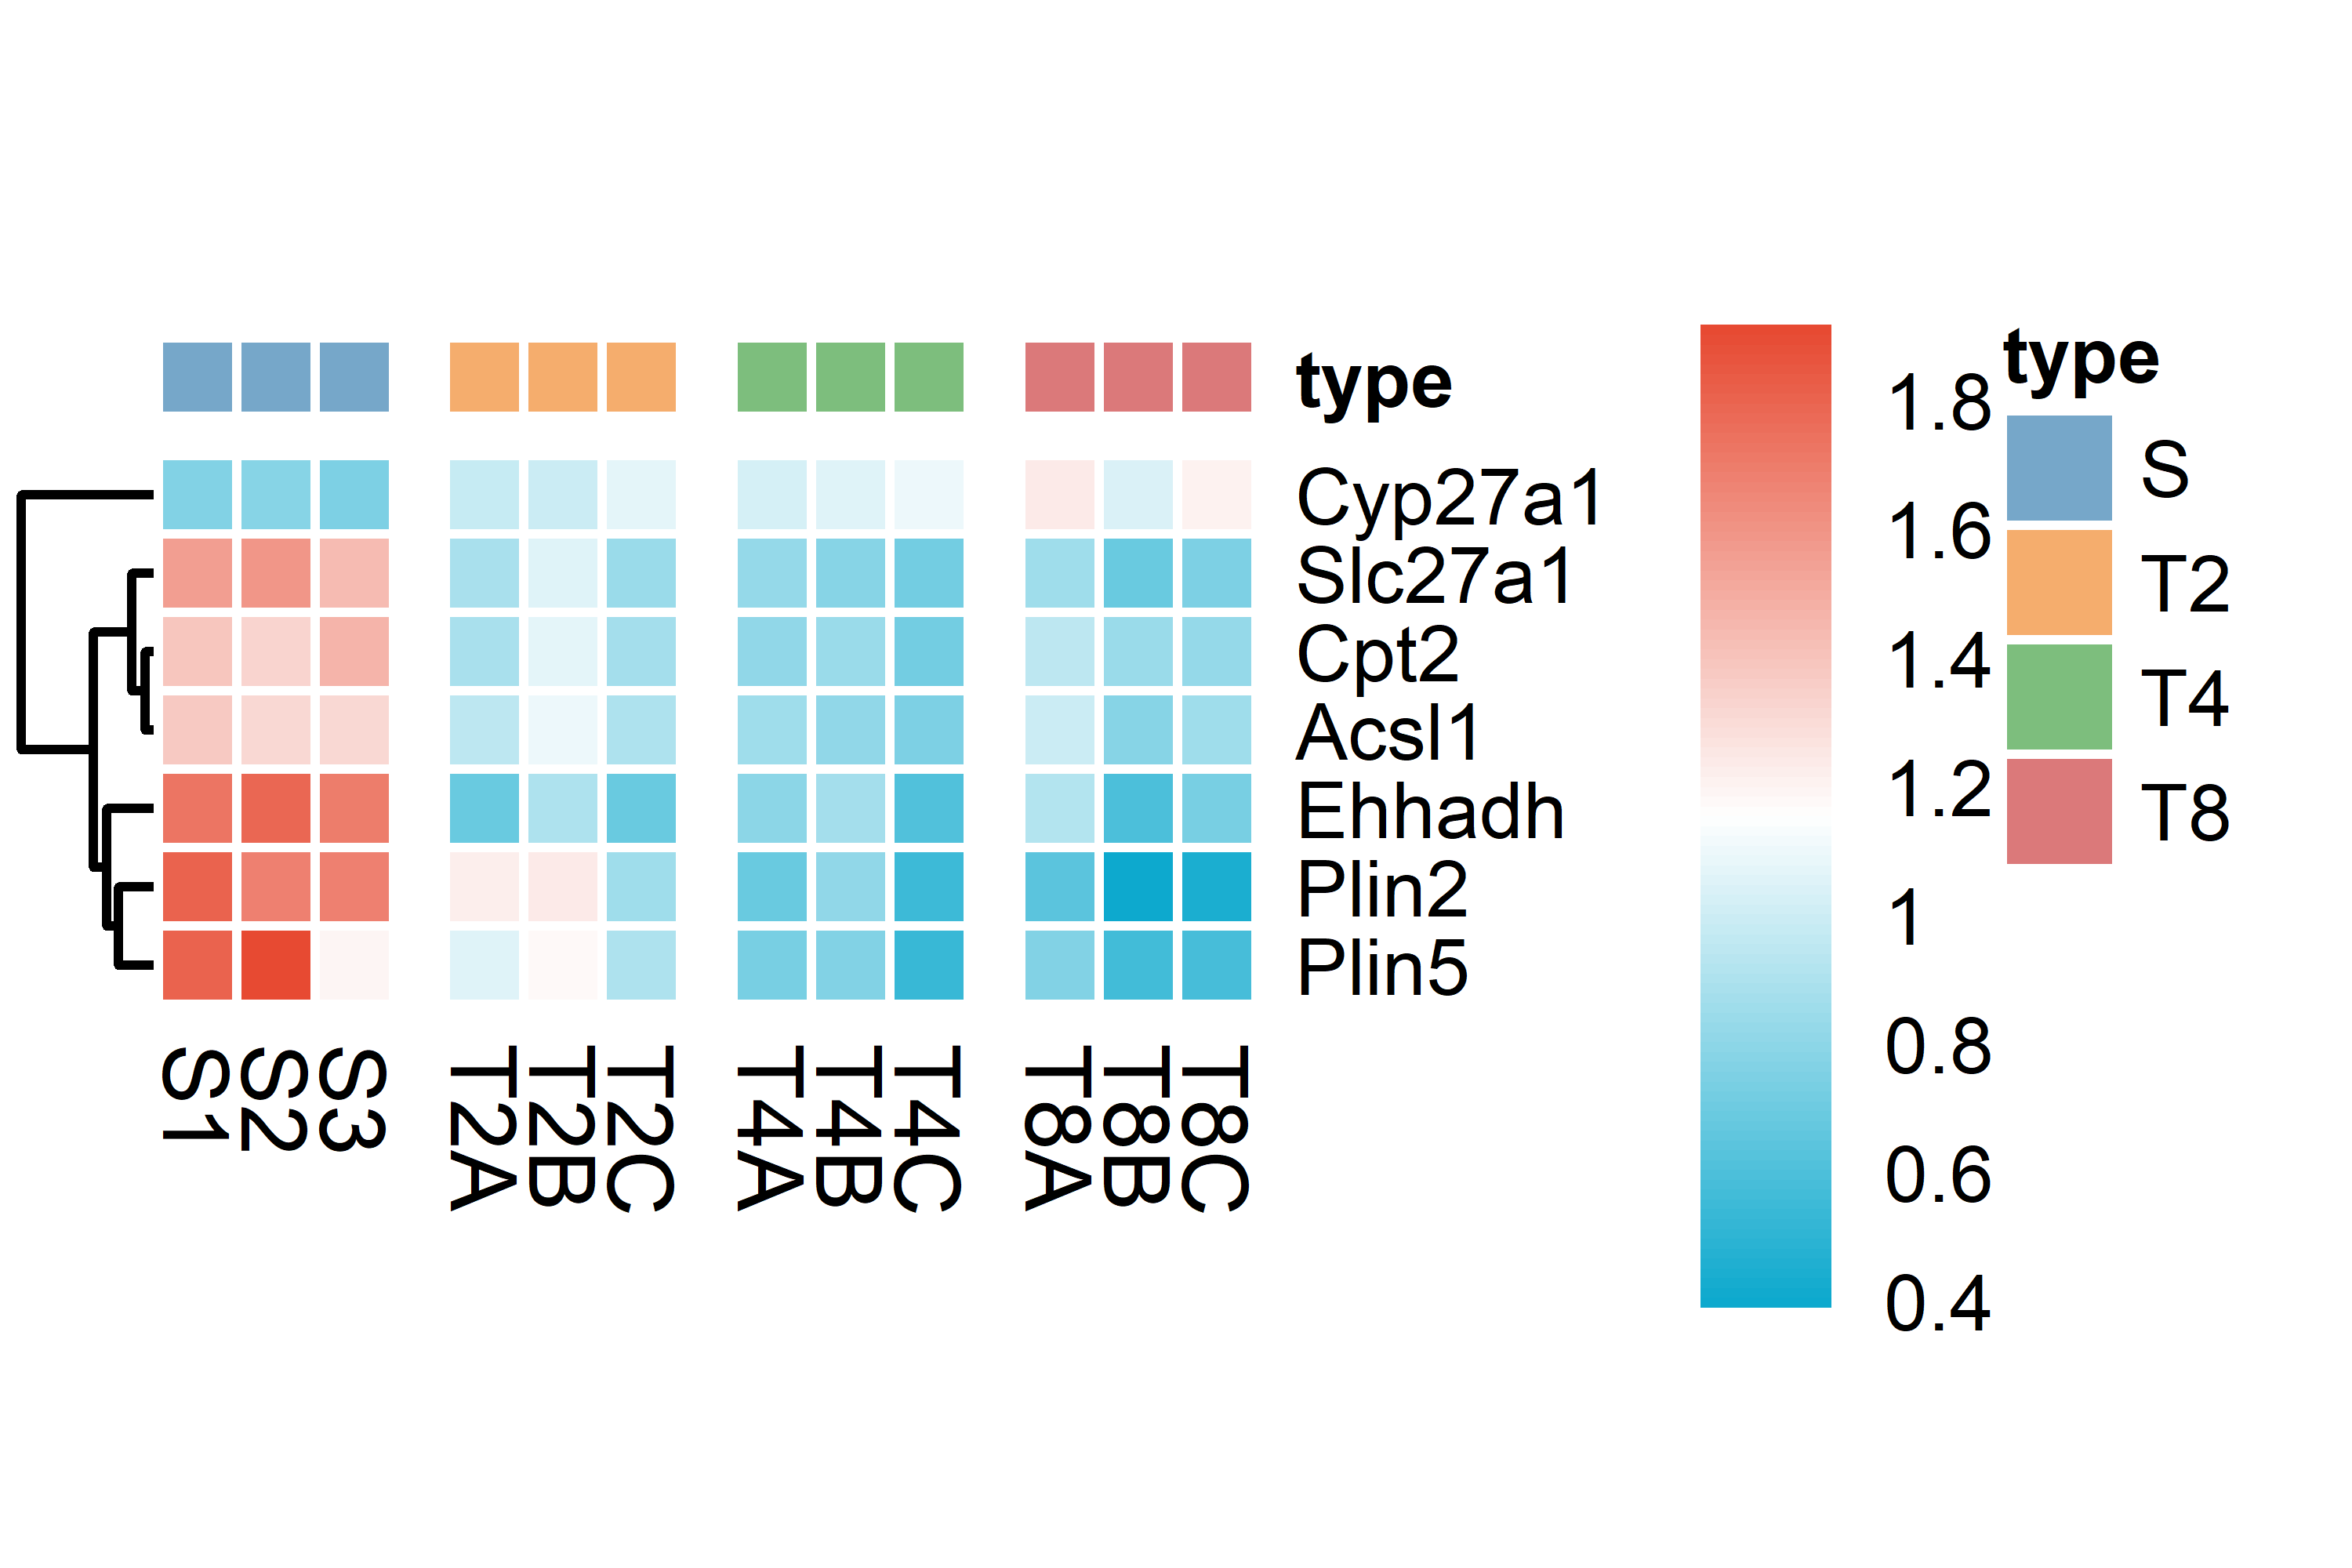 type
Cyp27a1
Slc27a1
Cpt2
Acsl1
Ehhadh
Plin2
Plin5
S1
S2
S3
T2A
T2B
T2C
T4A
T4B
T4C
T8A
T8B
T8C
1.8
1.6
1.4
1.2
1
0.8
0.6
0.4
type
S
T2
T4
T8